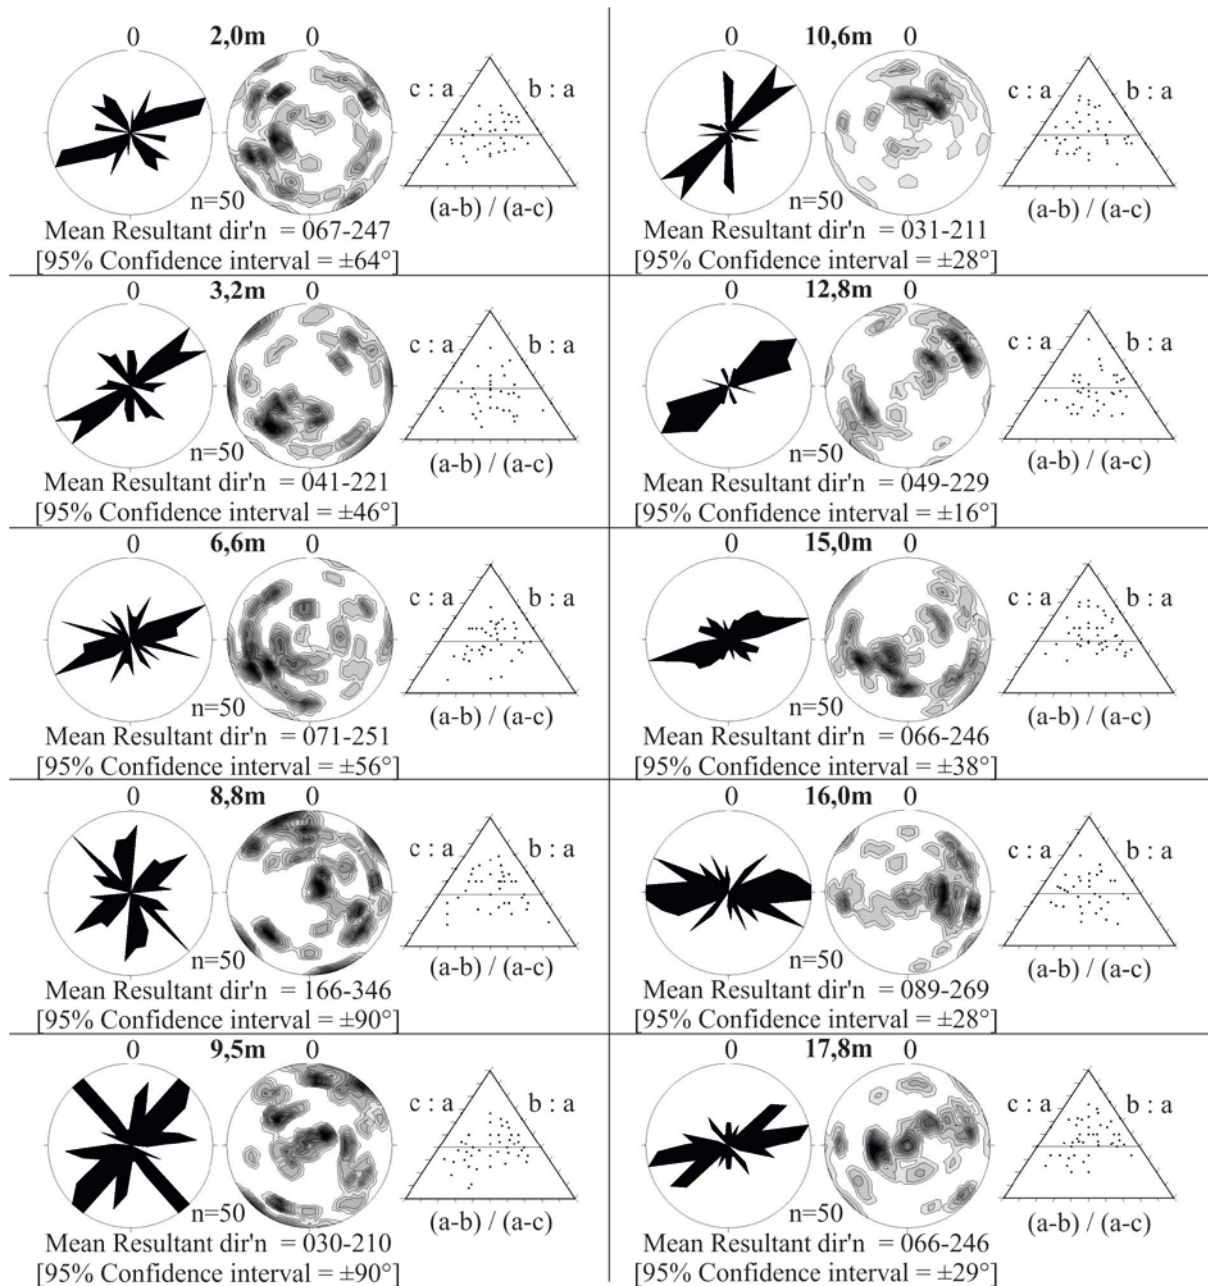 0 2,0m 0
c : a b : a
n=50 (a-b) / (a-c)
Mean Resultant dir'n = 067-247
[95% Confidence interval = ±64°]
0 3,2m 0
c : a b : a
n=50 (a-b) / (a-c)
Mean Resultant dir'n = 041-221
[95% Confidence interval = ±46°]
0 6,6m 0
c : a b : a
n=50 (a-b) / (a-c)
Mean Resultant dir'n = 071-251
[95% Confidence interval = ±56°]
0 8,8m 0
c : a b : a
n=50 (a-b) / (a-c)
Mean Resultant dir'n = 166-346
[95% Confidence interval = ±90°]
0 9,5m 0
c : a b : a
n=50 (a-b) / (a-c)
Mean Resultant dir'n = 030-210
[95% Confidence interval = ±90°]
0 10,6m 0
c : a b : a
n=50 (a-b) / (a-c)
Mean Resultant dir'n = 031-211
[95% Confidence interval = ±28°]
0 12,8m 0
c : a b : a
n=50 (a-b) / (a-c)
Mean Resultant dir'n = 049-229
[95% Confidence interval = ±16°]
0 15,0m 0
c : a b : a
n=50 (a-b) / (a-c)
Mean Resultant dir'n = 066-246
[95% Confidence interval = ±38°]
0 16,0m 0
c : a b : a
n=50 (a-b) / (a-c)
Mean Resultant dir'n = 089-269
[95% Confidence interval = ±28°]
0 17,8m 0
c : a b : a
n=50 (a-b) / (a-c)
Mean Resultant dir'n = 066-246
[95% Confidence interval = ±29°]